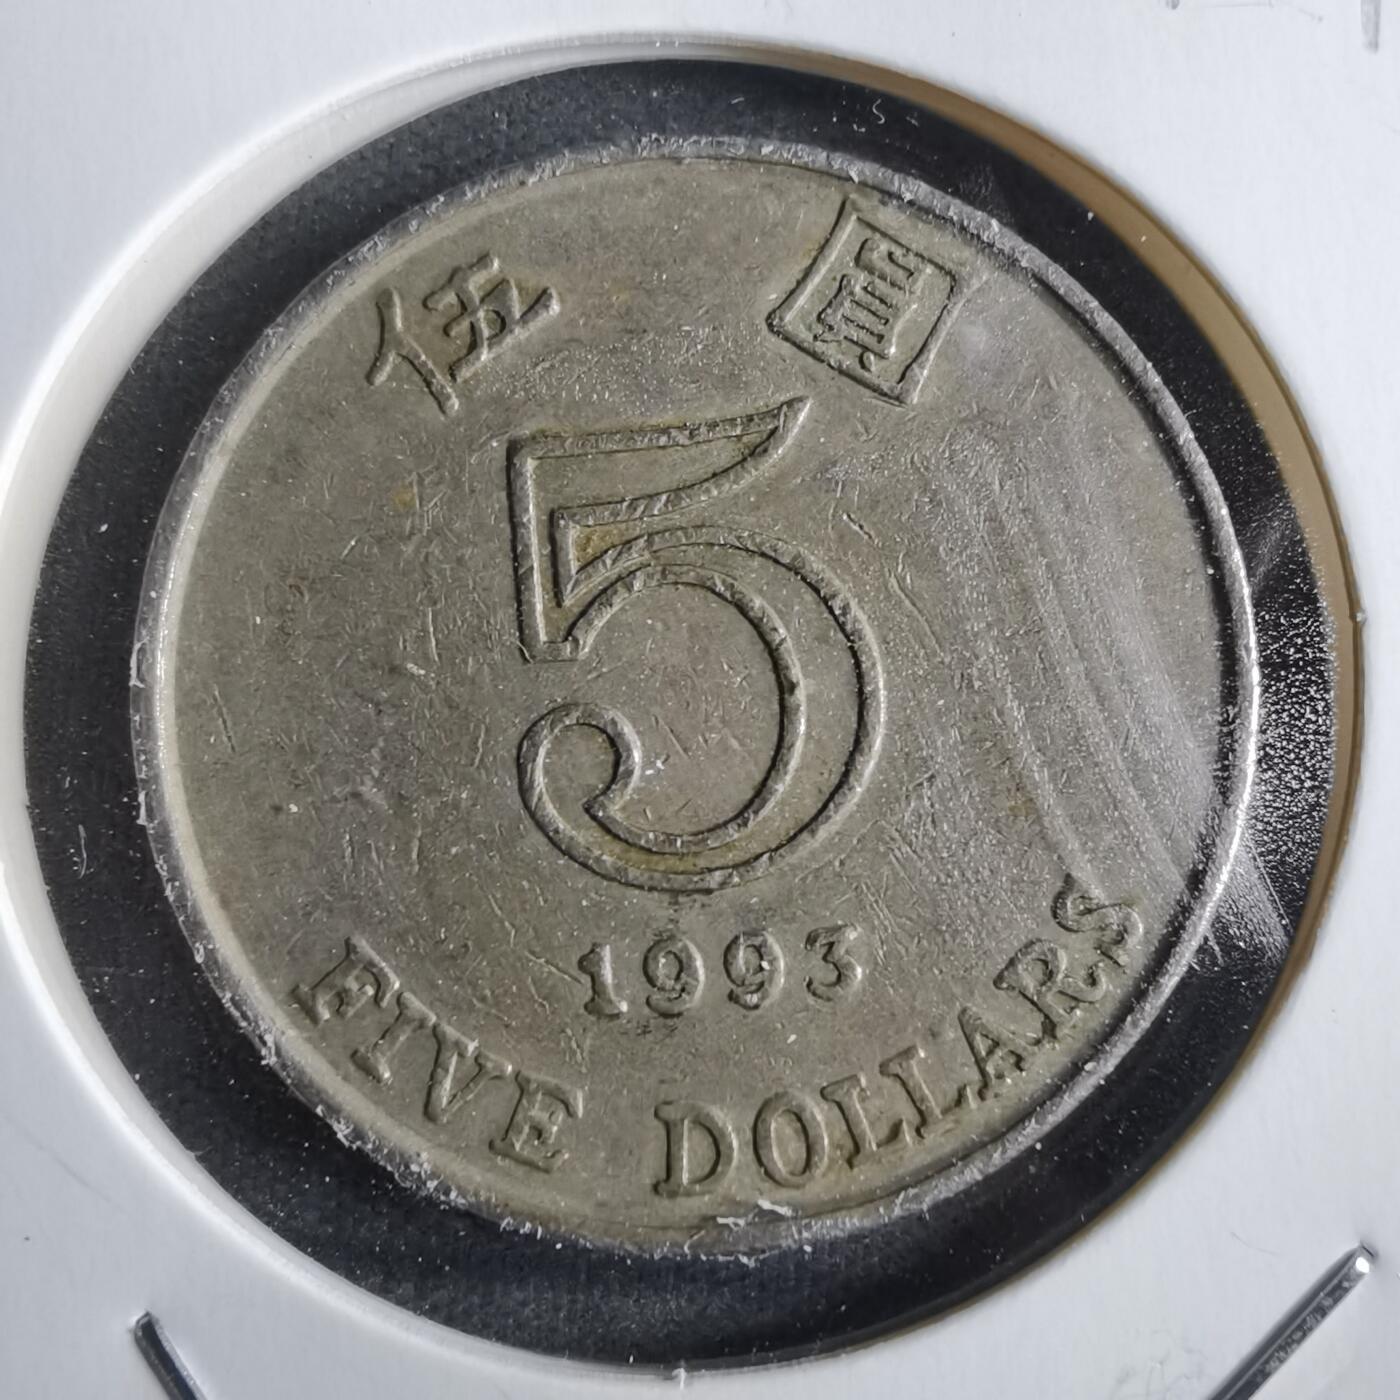 伍 圓
5
1993
FIVE DOLLARS